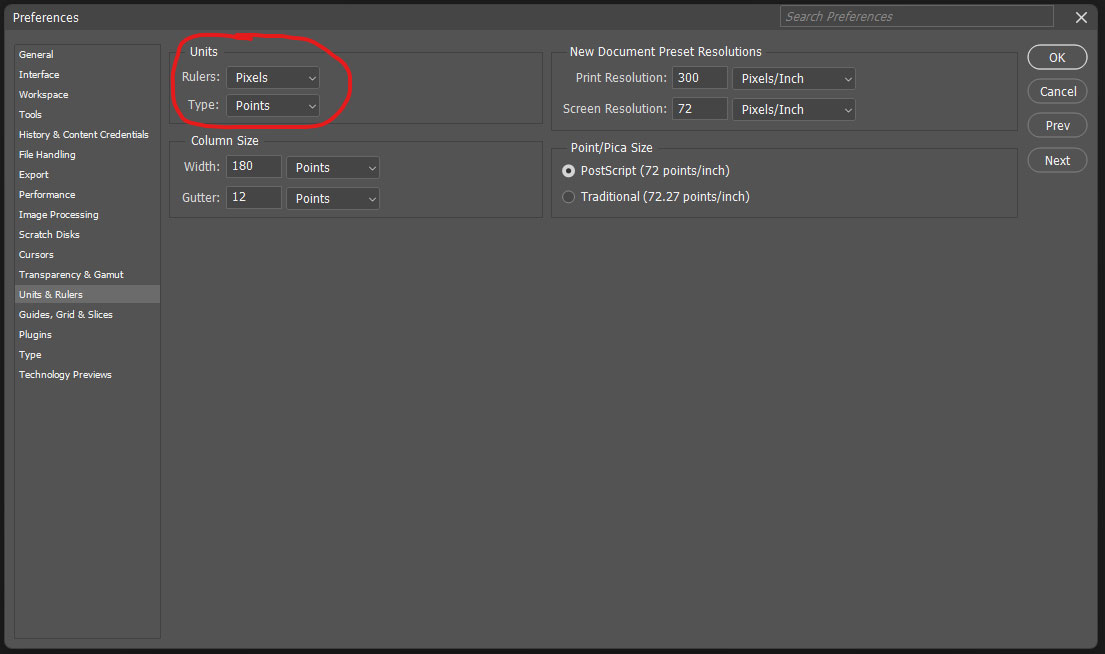 Preferences
Search Preferences
General
Interface
Workspace
Tools
History & Content Credentials
File Handling
Export
Performance
Image Processing
Scratch Disks
Cursors
Transparency & Gamut
Units & Rulers
Guides, Grid & Slices
Plugins
Type
Technology Previews
Units
Rulers: Pixels
Type: Points
Column Size
Width: 180 Points
Gutter: 12 Points
New Document Preset Resolutions
Print Resolution: 300 Pixels/Inch
Screen Resolution: 72 Pixels/Inch
Point/Pica Size
PostScript (72 points/inch)
Traditional (72.27 points/inch)
OK
Cancel
Prev
Next